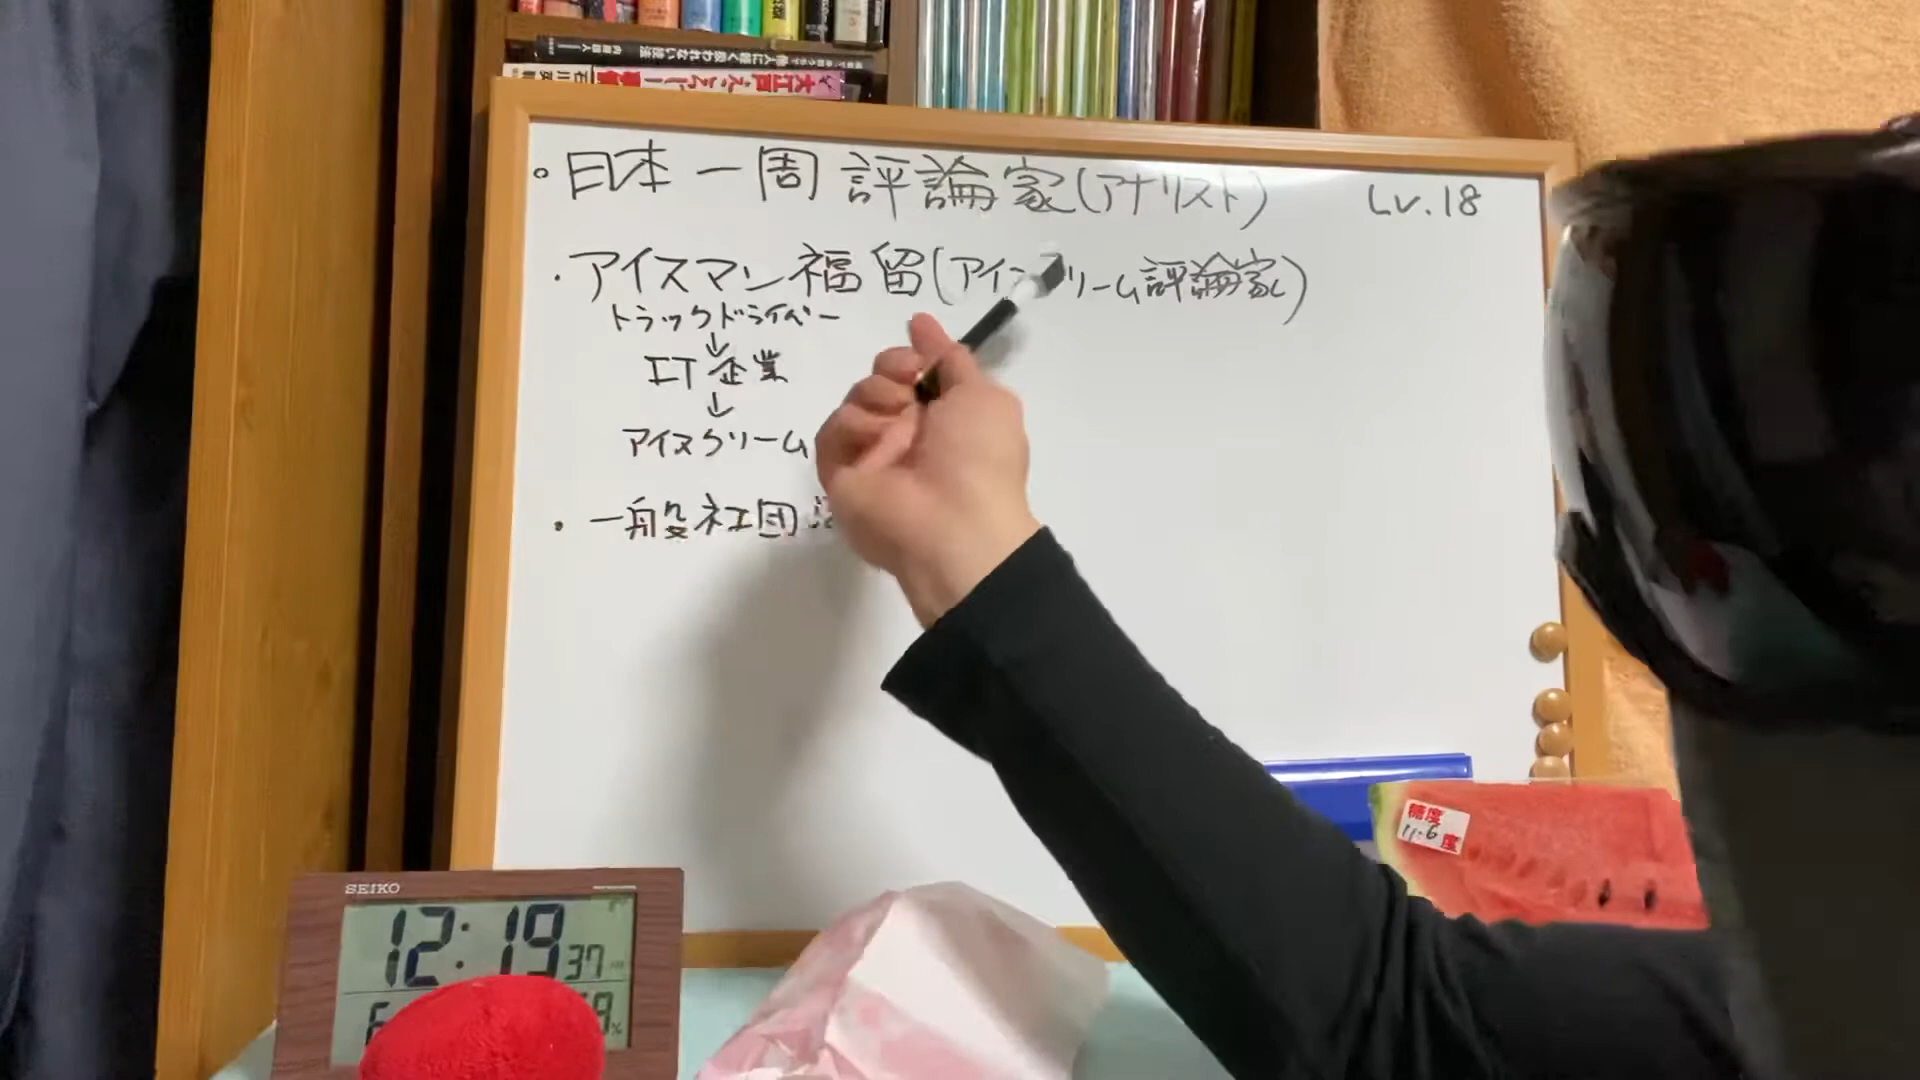 大江戸
。日本一周評論家(アナリスト) Lv.18
・アイスマン福留(アイ リーム評論家)
トラックドライバー
↓
IT企業
↓
アイスクリーム
・一般社団
糖度
11.6度
SEIKO
12:19 37